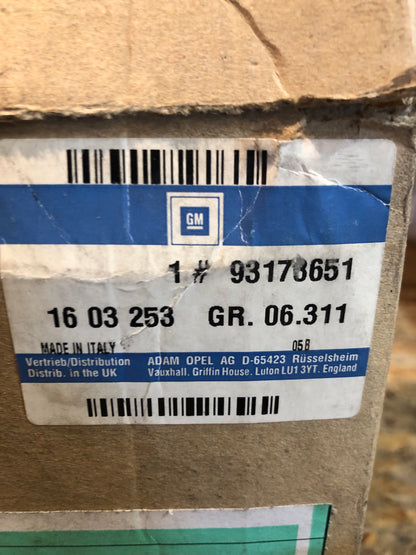 GM
1 # 93178651
16 03 253 GR. 06.311
MADE IN ITALY 05B
Vertrieb/Distribution ADAM OPEL AG D-65423 Rüsselsheim
Distrib. in the UK Vauxhall. Griffin House. Luton LU1 3YT. England